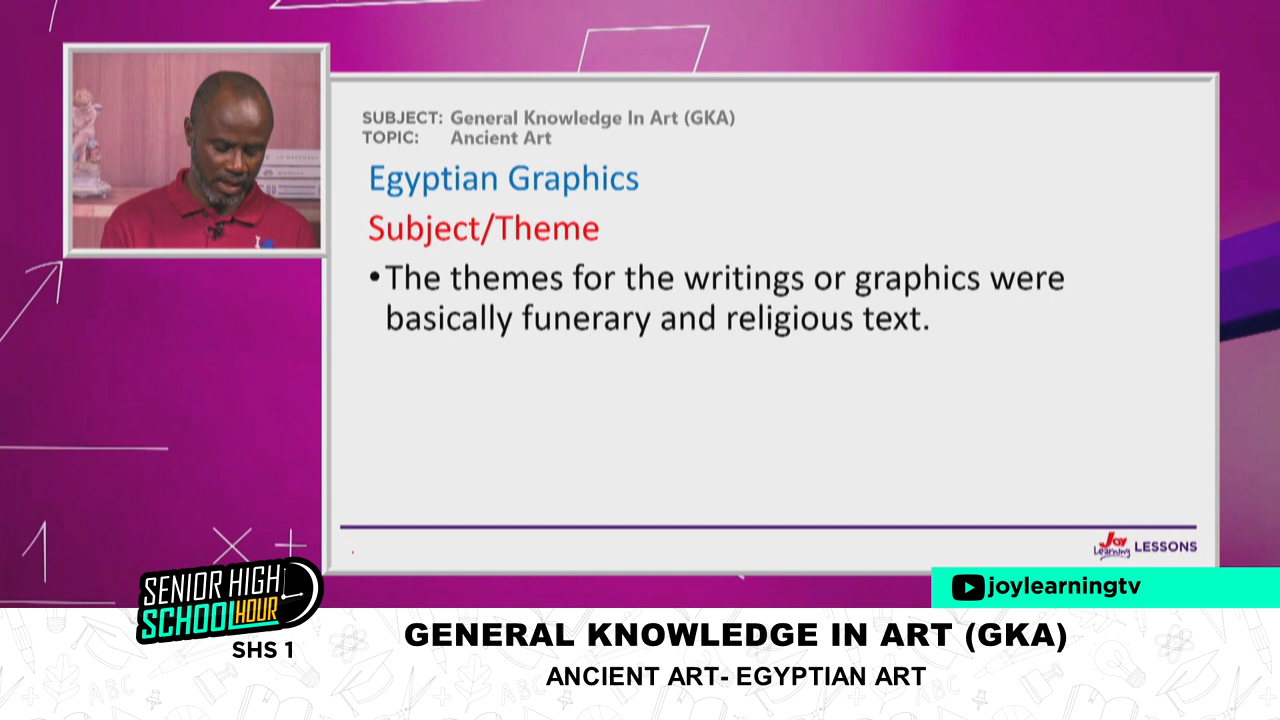 SUBJECT: General Knowledge In Art (GKA)
TOPIC: Ancient Art
Egyptian Graphics
Subject/Theme
•The themes for the writings or graphics were
basically funerary and religious text.
Joy
Learning LESSONS
joylearningtv
SENIOR HIGH
SCHOOL HOUR
SHS 1
GENERAL KNOWLEDGE IN ART (GKA)
ANCIENT ART- EGYPTIAN ART